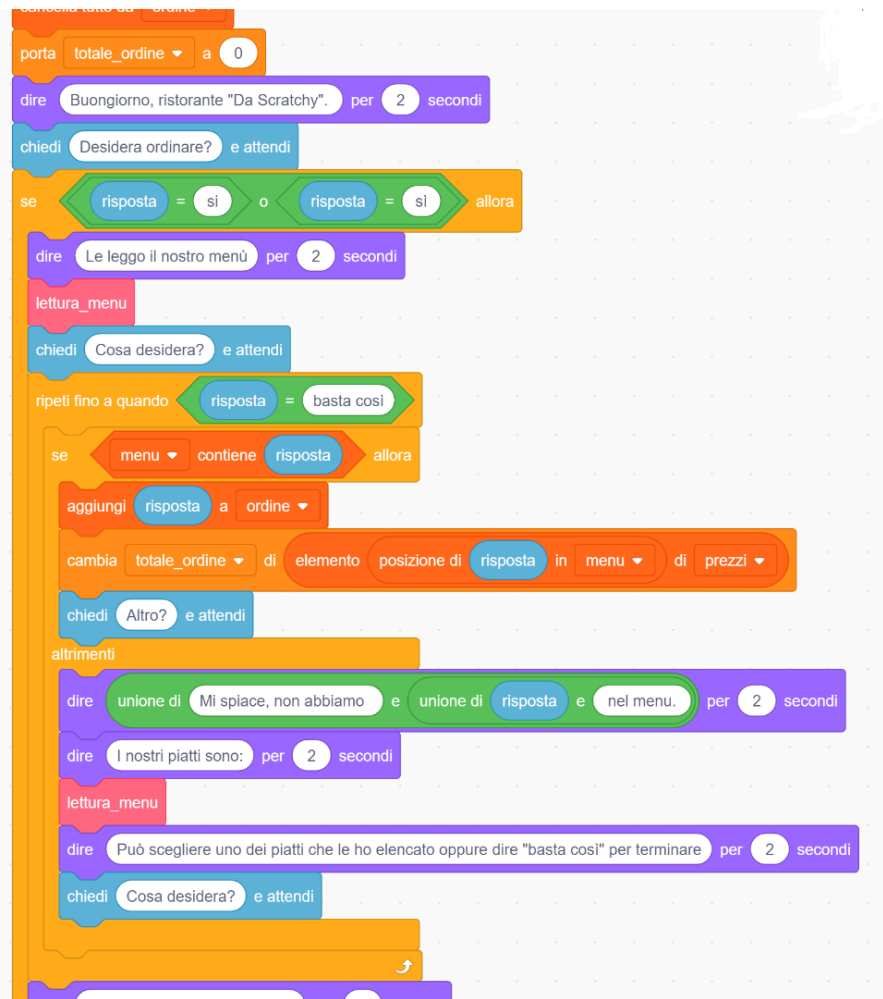 cancella tutto da ordine
porta totale_ordine a 0
dire Buongiorno, ristorante "Da Scratchy". per 2 secondi
chiedi Desidera ordinare? e attendi
se risposta = si o risposta = sì allora
dire Le leggo il nostro menù per 2 secondi
lettura_menu
chiedi Cosa desidera? e attendi
ripeti fino a quando risposta = basta così
se menu contiene risposta allora
aggiungi risposta a ordine
cambia totale_ordine di elemento posizione di risposta in menu di prezzi
chiedi Altro? e attendi
altrimenti
dire unione di Mi spiace, non abbiamo e unione di risposta e nel menu. per 2 secondi
dire I nostri piatti sono: per 2 secondi
lettura_menu
dire Può scegliere uno dei piatti che le ho elencato oppure dire "basta così" per terminare per 2 secondi
chiedi Cosa desidera? e attendi